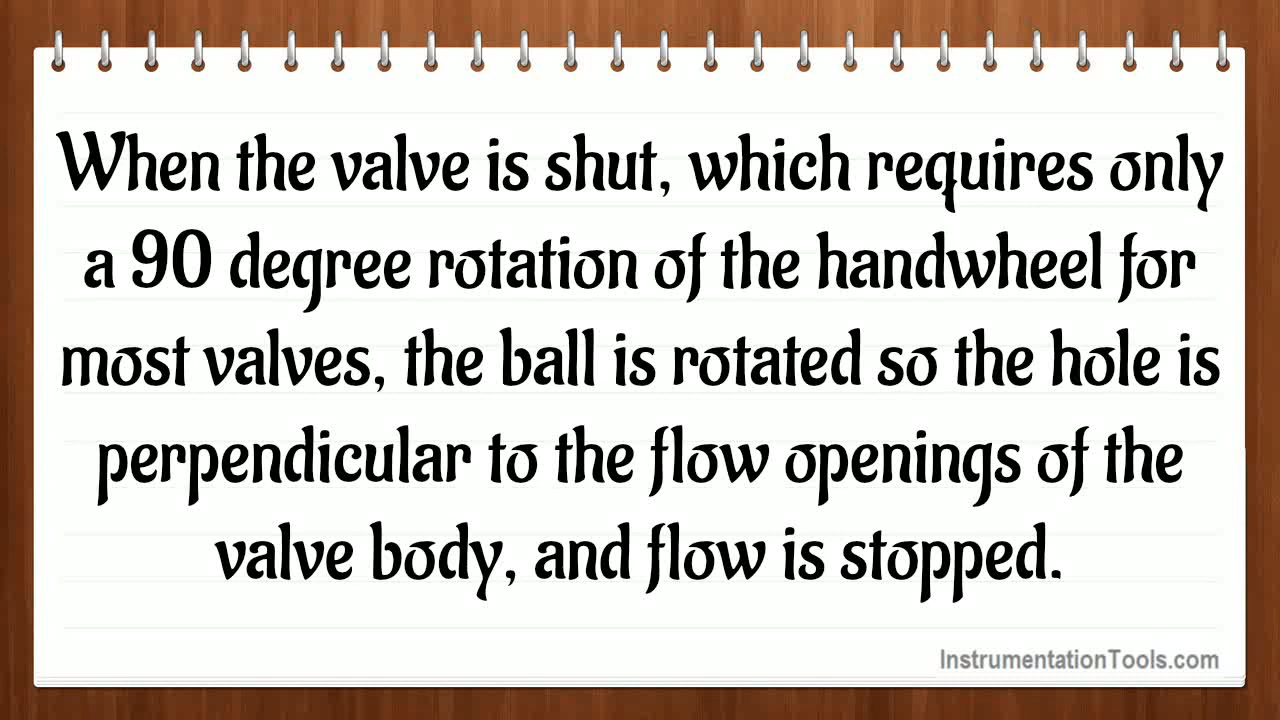 When the valve is shut, which requires only
a 90 degree rotation of the handwheel for
most valves, the ball is rotated so the hole is
perpendicular to the flow openings of the
valve body, and flow is stopped.
InstrumentationTools.com